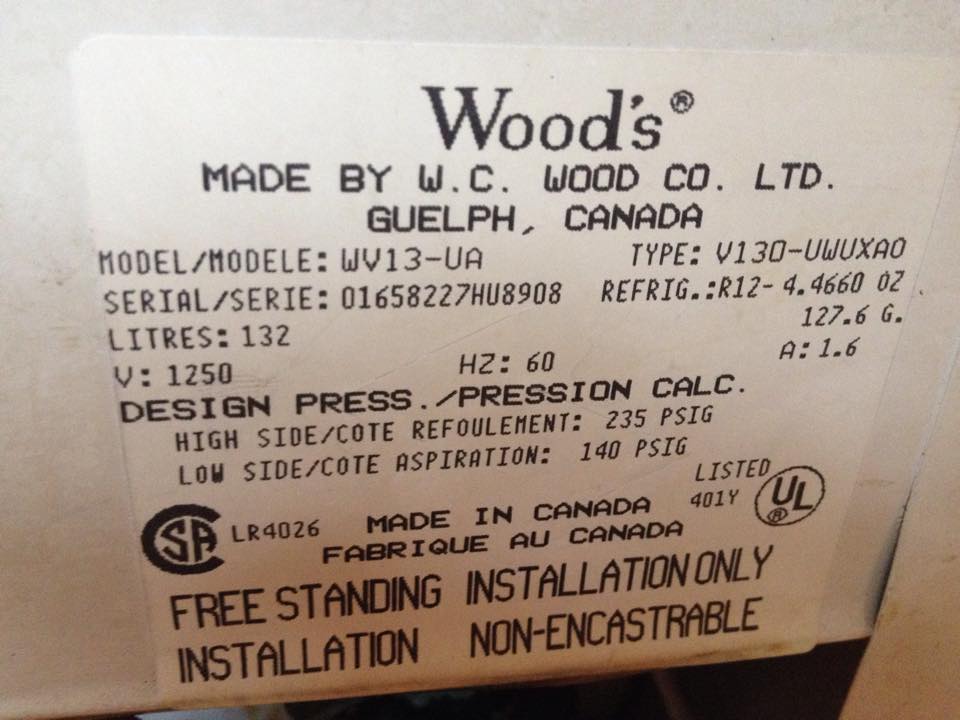 Wood's®
MADE BY W.C. WOOD CO. LTD.
GUELPH, CANADA
MODEL/MODELE: WV13-UA TYPE: V130-UWUXA0
SERIAL/SERIE: 01658227HU8908 REFRIG.:R12- 4.4660 OZ
LITRES: 132 127.6 G.
V: 1250 HZ: 60 A: 1.6
DESIGN PRESS./PRESSION CALC.
HIGH SIDE/COTE REFOULEMENT: 235 PSIG
LOW SIDE/COTE ASPIRATION: 140 PSIG
LISTED
401Y UL®
SA LR4026 MADE IN CANADA
FABRIQUE AU CANADA
FREE STANDING INSTALLATION ONLY
INSTALLATION NON-ENCASTRABLE